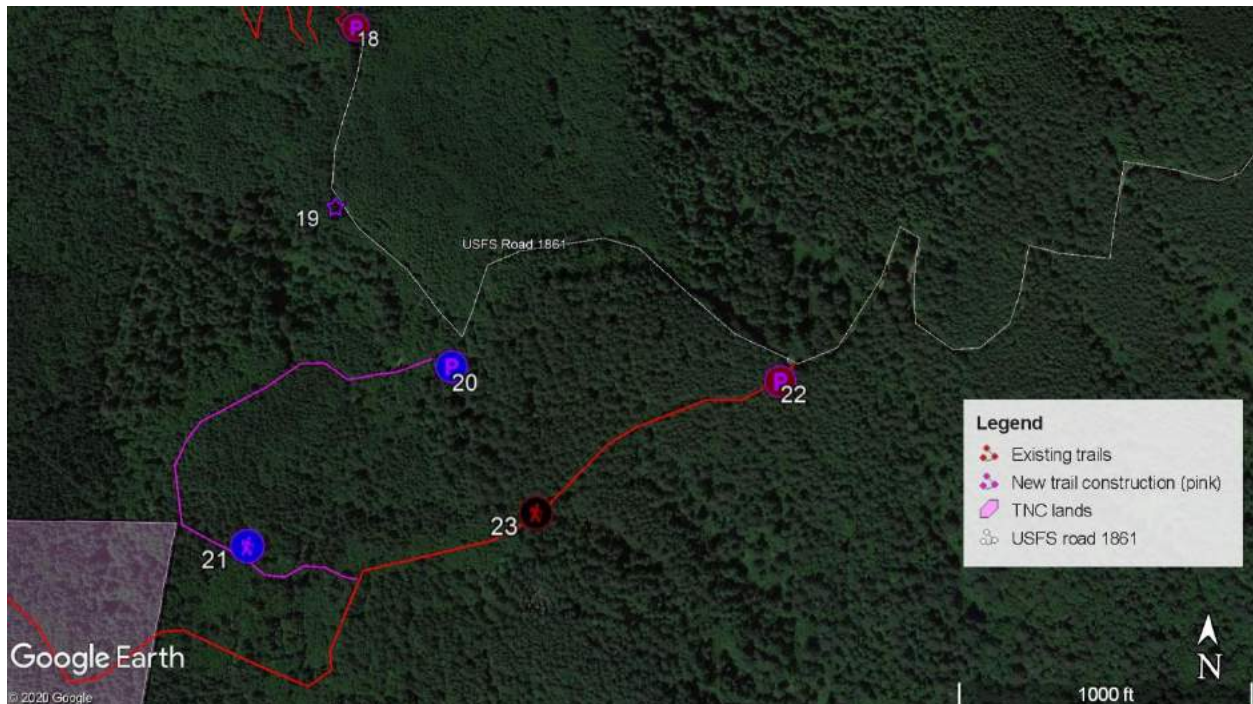 P
18
19
USFS Road 1861
P
20
P
22
23
21
Legend
Existing trails
New trail construction (pink)
TNC lands
USFS road 1861
Google Earth
N
© 2020 Google
1000 ft